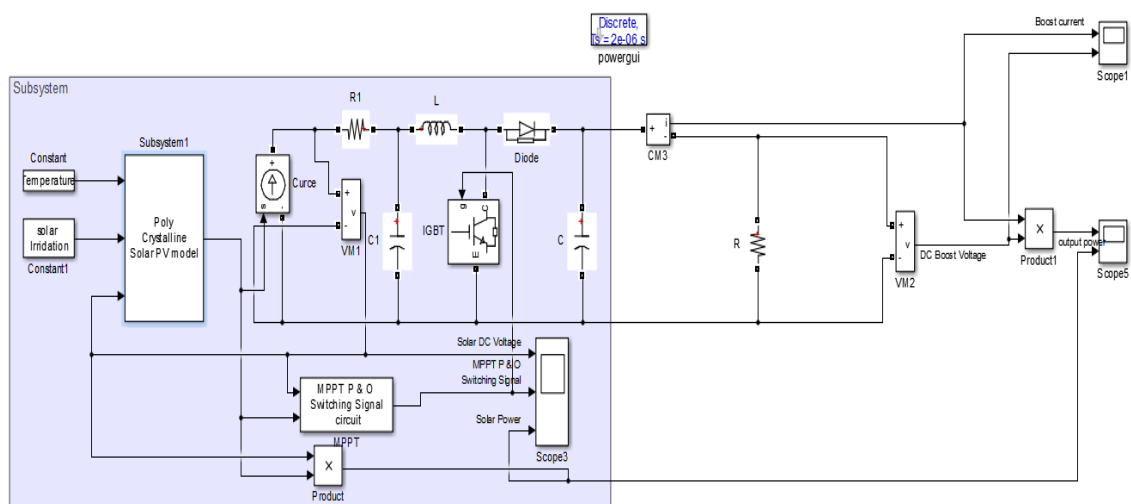 Discrete,
Ts = 2e-06 s
powergui
Boost current
Scope1
Subsystem
R1
L
Diode
CM3
+
i
-
Constant
Temperature
Subsystem1
Poly
Crystalline
Solar PV model
solar
Irridation
Constant1
Curce
+
s
-
+
v
-
VM1
C1
IGBT
g
C
E
+
C
+
R
+
v
-
VM2
DC Boost Voltage
X
Product1
output power
Scope5
Solar DC Voltage
MPPT P & O
Switching Signal
Solar Power
Scope3
MPPT P & O
Switching Signal
circuit
MPPT
X
Product